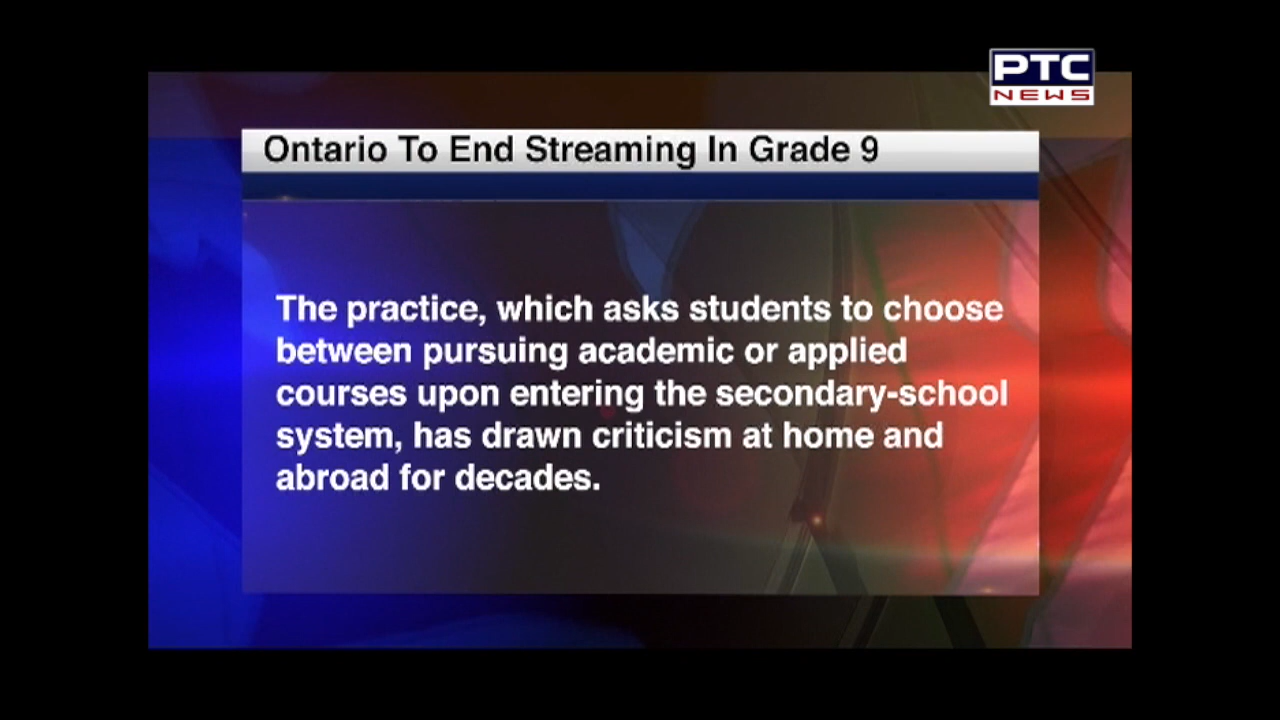 PTC
NEWS
Ontario To End Streaming In Grade 9
The practice, which asks students to choose
between pursuing academic or applied
courses upon entering the secondary-school
system, has drawn criticism at home and
abroad for decades.